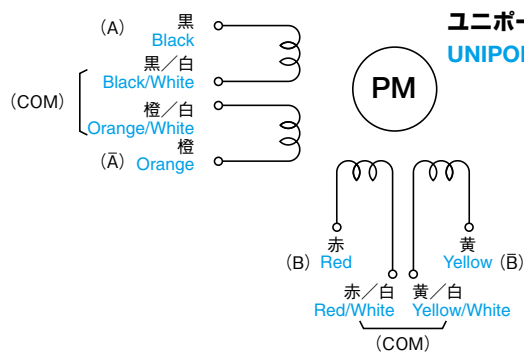 ユニポー
UNIPOI
(A)
黒
Black
黒/白
Black/White
(COM)
橙/白
Orange/White
橙
(Ā) Orange
PM
赤
(B) Red
黄
Yellow (B̄)
赤/白
Red/White
黄/白
Yellow/White
(COM)